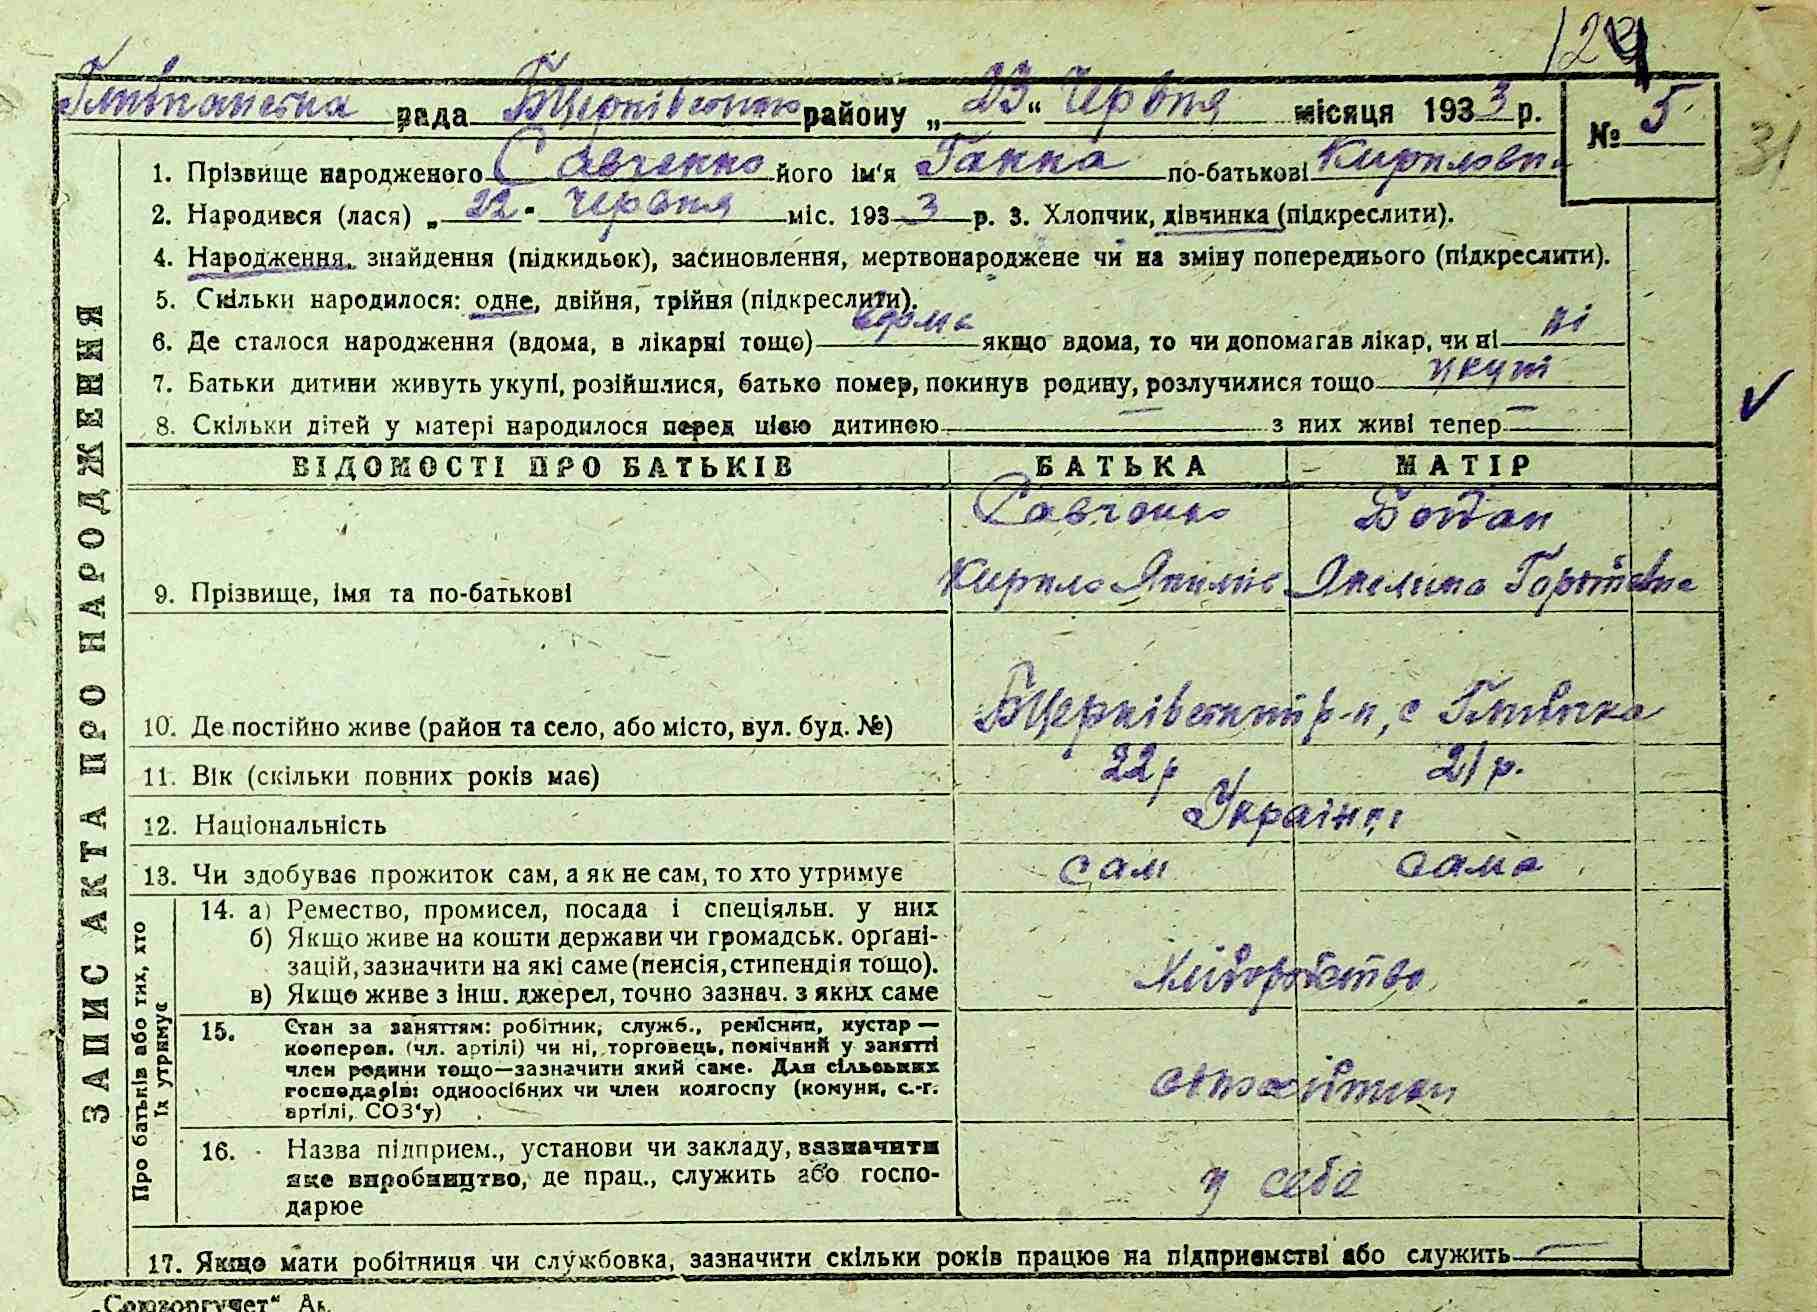 рада БЦерківського району „23“ Червня місяця 1933 р.
№ 5
31
1. Прізвище народженого Савченко його ім'я Ганна по-батькові Кириловна
2. Народився (лася) „22" Червня міс. 1933 р. 3. Хлопчик, дівчинка (підкреслити).
4. Народження, знайдення (підкидьок), засиновлення, мертвонароджене чи на зміну попереднього (підкреслити).
5. Скільки народилося: одне, двійня, трійня (підкреслити).
6. Де сталося народження (вдома, в лікарні тощо) вдома якщо вдома, то чи допомагав лікар, чи ні ні
7. Батьки дитини живуть укупі, розійшлися, батько помер, покинув родину, розлучилися тощо укупі
8. Скільки дітей у матері народилося перед цією дитиною — з них живі тепер —
ЗАПИС АКТА ПРО НАРОДЖЕННЯ
ВІДОМОСТІ ПРО БАТЬКІВ БАТЬКА МАТІР
Савченко Богдан
9. Прізвище, імя та по-батькові Кирило Якимів Якелина
10. Де постійно живе (район та село, або місто, вул. буд. №) БЦерківський р-н, с
11. Вік (скільки повних років має) 22 р 21 р.
12. Національність Українці
13. Чи здобуває прожиток сам, а як не сам, то хто утримує сам сама
Про батьків або тих, хто
їх утримує
14. а) Ремество, промисел, посада і спеціяльн. у них
б) Якщо живе на кошти держави чи громадськ. орґані-
зацій, зазначити на які саме (пенсія, стипендія тощо).
Хліборобство
в) Якщо живе з інш. джерел, точно зазнач. з яких саме
15. Стан за заняттям: робітник, служб., ремісник, кустар —
кооперов. (чл. артілі) чи ні, торговець, помічний у занятті
член родини тощо—зазначити який саме. Для сільських
господарів: одноосібних чи член колгоспу (комуни, с.-г.
артілі, СОЗ'у)
16. Назва підприєм., установи чи закладу, зазначити
яке виробництво, де прац., служить або госпо-
дарює
у себе
17. Якщо мати робітниця чи службовка, зазначити скільки років працює на підприємстві або служить —
„Союзоргучет“ Ак.